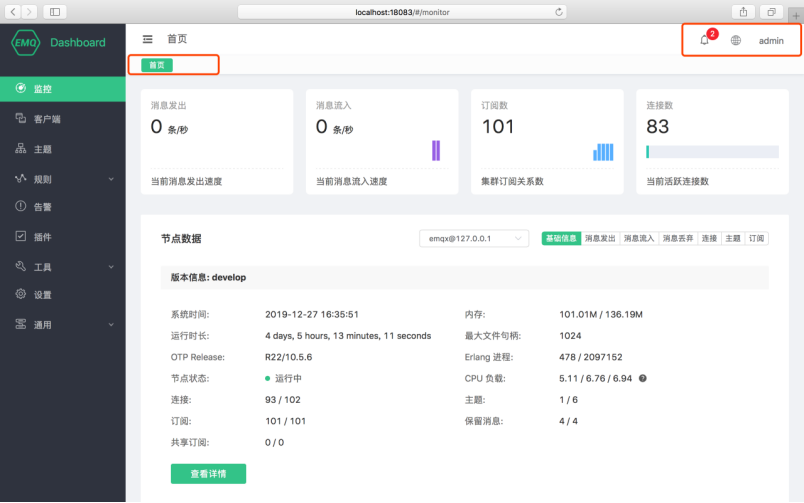 localhost:18083/#/monitor
EMQ Dashboard
首页
2
admin
首页
监控
客户端
主题
规则
告警
插件
工具
设置
通用
消息发出
0 条/秒
当前消息发出速度
消息流入
0 条/秒
当前消息流入速度
订阅数
101
集群订阅关系数
连接数
83
当前活跃连接数
节点数据
emqx@127.0.0.1
基础信息 消息发出 消息流入 消息丢弃 连接 主题 订阅
版本信息: develop
系统时间: 2019-12-27 16:35:51 内存: 101.01M / 136.19M
运行时长: 4 days, 5 hours, 13 minutes, 11 seconds 最大文件句柄: 1024
OTP Release: R22/10.5.6 Erlang 进程: 478 / 2097152
节点状态: 运行中 CPU 负载: 5.11 / 6.76 / 6.94 ?
连接: 93 / 102 主题: 1 / 6
订阅: 101 / 101 保留消息: 4 / 4
共享订阅: 0 / 0
查看详情